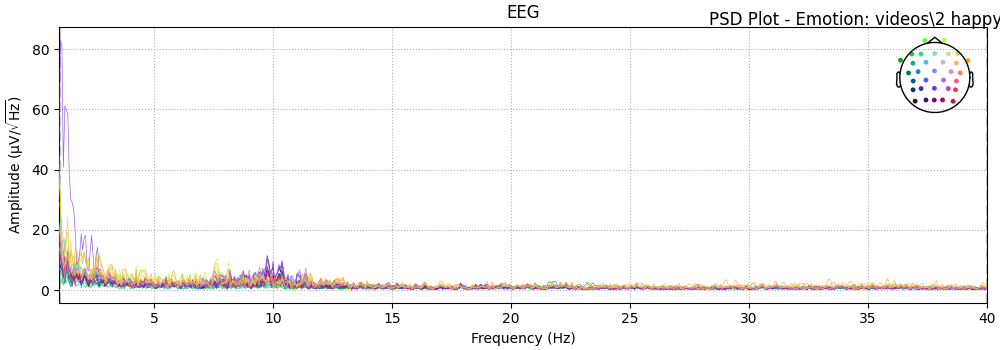 EEG
PSD Plot - Emotion: videos\2 happy
Amplitude (µV/√Hz)
80
60
40
20
0
5 10 15 20 25 30 35 40
Frequency (Hz)